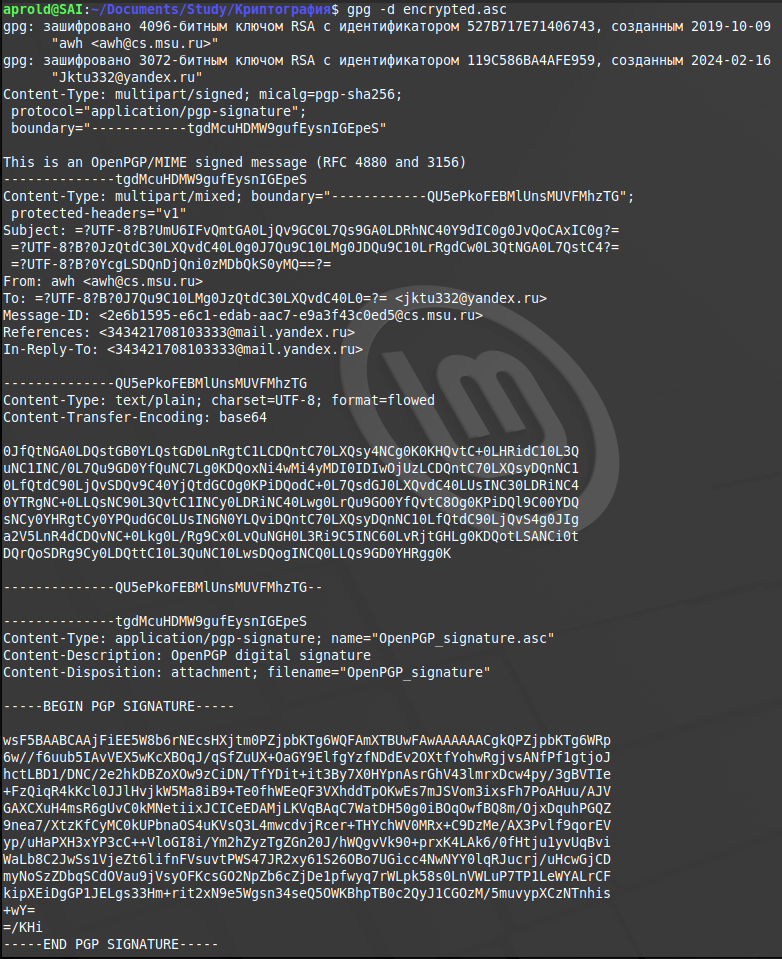 aprold@SAI:~/Documents/Study/Криптография$ gpg -d encrypted.asc
gpg: зашифровано 4096-битным ключом RSA с идентификатором 527B717E71406743, созданным 2019-10-09
"awh <awh@cs.msu.ru>"
gpg: зашифровано 3072-битным ключом RSA с идентификатором 119C586BA4AFE959, созданным 2024-02-16
"Jktu332@yandex.ru"
Content-Type: multipart/signed; micalg=pgp-sha256;
protocol="application/pgp-signature";
boundary="------------tgdMcuHDMW9gufEysnIGEpeS"
This is an OpenPGP/MIME signed message (RFC 4880 and 3156)
--------------tgdMcuHDMW9gufEysnIGEpeS
Content-Type: multipart/mixed; boundary="------------QU5ePkoFEBMlUnsMUVFMhzTG";
protected-headers="v1"
Subject: =?UTF-8?B?UmU6IFvQmtGA0LjQv9GC0L7Qs9GA0LDRhNC40Y9dIC0g0JvQoCAxIC0g?=
=?UTF-8?B?0JzQtdC30LXQvdC40L0g0J7Qu9C10LMg0JDQu9C10LrRgdCw0L3QtNGA0L7QstC4?=
=?UTF-8?B?0YcgLSDQnDjQni0zMDbQkS0yMQ==?=
From: awh <awh@cs.msu.ru>
To: =?UTF-8?B?0J7Qu9C10LMg0JzQtdC30LXQvdC40L0=?= <jktu332@yandex.ru>
Message-ID: <2e6b1595-e6c1-edab-aac7-e9a3f43c0ed5@cs.msu.ru>
References: <343421708103333@mail.yandex.ru>
In-Reply-To: <343421708103333@mail.yandex.ru>
--------------QU5ePkoFEBMlUnsMUVFMhzTG
Content-Type: text/plain; charset=UTF-8; format=flowed
Content-Transfer-Encoding: base64
0JfQtNGA0LDQstGB0YLQstGD0LnRgtC1LCDQntC70LXQsy4NCg0K0KHQvtC+0LHRidC10L3Q
uNC1INC/0L7Qu9GD0YfQuNC7Lg0KDQoxNi4wMi4yMDI0IDIwOjUzLCDQntC70LXQsyDQnNC1
0LfQtdC90LjQvSDQv9C40YjQtdGCOg0KPiDQodC+0L7QsdGJ0LXQvdC40LUsINC30LDRiNC4
0YTRgNC+0LLQsNC90L3QvtC1INCy0LDRiNC40Lwg0LrQu9GO0YfQvtC80g0KPiDQl9C00YDQ
sNCy0YHRgtCy0YPQudGC0LUsINGN0YLQviDQntC70LXQsyDQnNC10LfQtdC90LjQvS4g0JIg
a2V5LnR4dCDQvNC+0Lkg0L/Rg9Cx0LvQuNGH0L3Ri9C5INC60LvRjtGHLg0KDQotLSANCi0t
DQrQoSDRg9Cy0LDQttC10L3QuNC10LwsDQogINCQ0LLQs9GD0YHRgg0K
--------------QU5ePkoFEBMlUnsMUVFMhzTG--
--------------tgdMcuHDMW9gufEysnIGEpeS
Content-Type: application/pgp-signature; name="OpenPGP_signature.asc"
Content-Description: OpenPGP digital signature
Content-Disposition: attachment; filename="OpenPGP_signature"
-----BEGIN PGP SIGNATURE-----
wsF5BAABCAAjFiEE5W8b6rNEcsHXjtm0PZjpbKTg6WQFAmXTBUwFAwAAAAAACgkQPZjpbKTg6WRp
6w//f6uub5IAvVEX5wKcXBOqJ/qSfZuUX+OaGY9ElfgYzfNDdEv2OXtfYohwRgjvsANfPf1gtjoJ
hctLBD1/DNC/2e2hkDBZoXOw9zCiDN/TfYDit+it3By7X0HYpnAsrGhV43lmrxDcw4py/3gBVTIe
+FzQiqR4kKcl0JJlHvjkW5Ma8iB9+Te0fhWEeQF3VXhddTpOKwEs7mJSVom3ixsFh7PoAHuu/AJV
GAXCXuH4msR6gUvC0kMNetiixJCICeEDAMjLKVqBAqC7WatDH50g0iBOqOwfBQ8m/OjxDquhPGQZ
9nea7/XtzKfCyMC0kUPbnaOS4uKVsQ3L4mwcdvjRcer+THYchWV0MRx+C9DzMe/AX3Pvlf9qorEV
yp/uHaPXH3xYP3cC++VloGI8i/Ym2hZyzTgZGn20J/hWQgvVk90+prxK4LAk6/0fHtju1yvUqBvi
WaLb8C2JwSs1VjeZt6lifnFVsuvtPWS47JR2xy61S26OBo7UGicc4NwNYY0lqRJucrj/uHcwGjCD
myNoSzZDbqSCdOVau9jVsyOFKcsGO2NpZb6cZjDe1pfwyq7rWLpk58s0LnVWLuP7TP1LeWYALrCF
kipXEiDgGP1JELgs33Hm+rit2xN9e5Wgsn34seQ5OWKBhpTB0c2QyJ1CGOzM/5muvypXCzNTnhis
+wY=
=/KHi
-----END PGP SIGNATURE-----